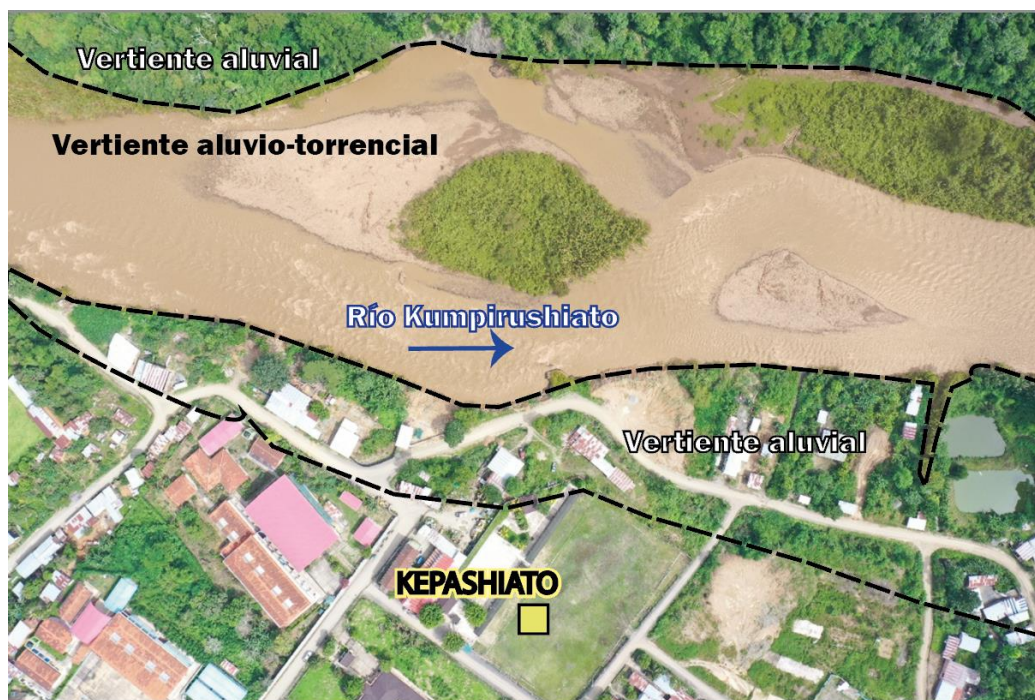 Vertiente aluvial
Vertiente aluvio-torrencial
Río Kumpirushiato
Vertiente aluvial
KEPASHIATO